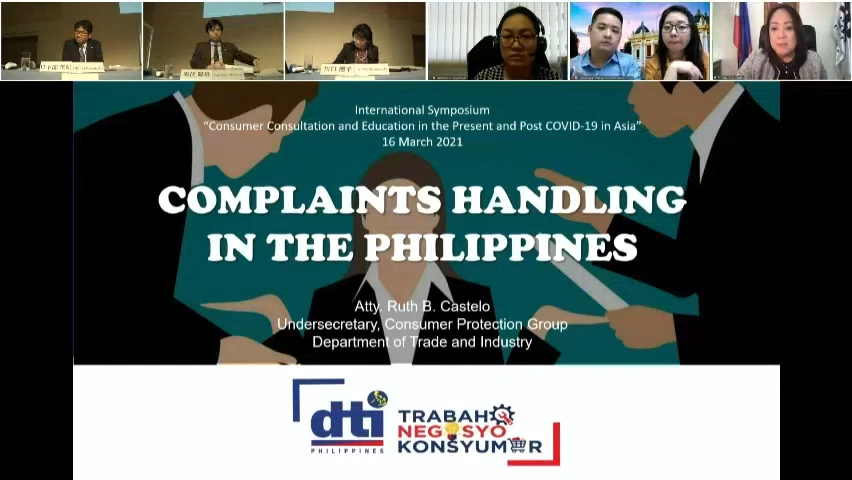 International Symposium
“Consumer Consultation and Education in the Present and Post COVID-19 in Asia”
16 March 2021
COMPLAINTS HANDLING
IN THE PHILIPPINES
Atty. Ruth B. Castelo
Undersecretary, Consumer Protection Group
Department of Trade and Industry
dti
PHILIPPINES
TRABAHO
NEGOSYO
KONSYUMER